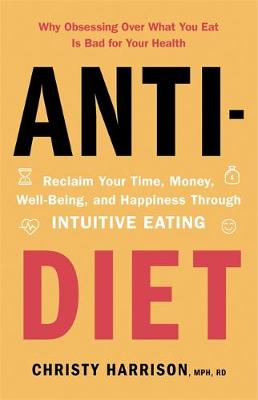 Why Obsessing Over What You Eat
Is Bad for Your Health
ANTI-
Reclaim Your Time, Money,
Well-Being, and Happiness Through
INTUITIVE EATING
DIET
CHRISTY HARRISON, MPH, RD